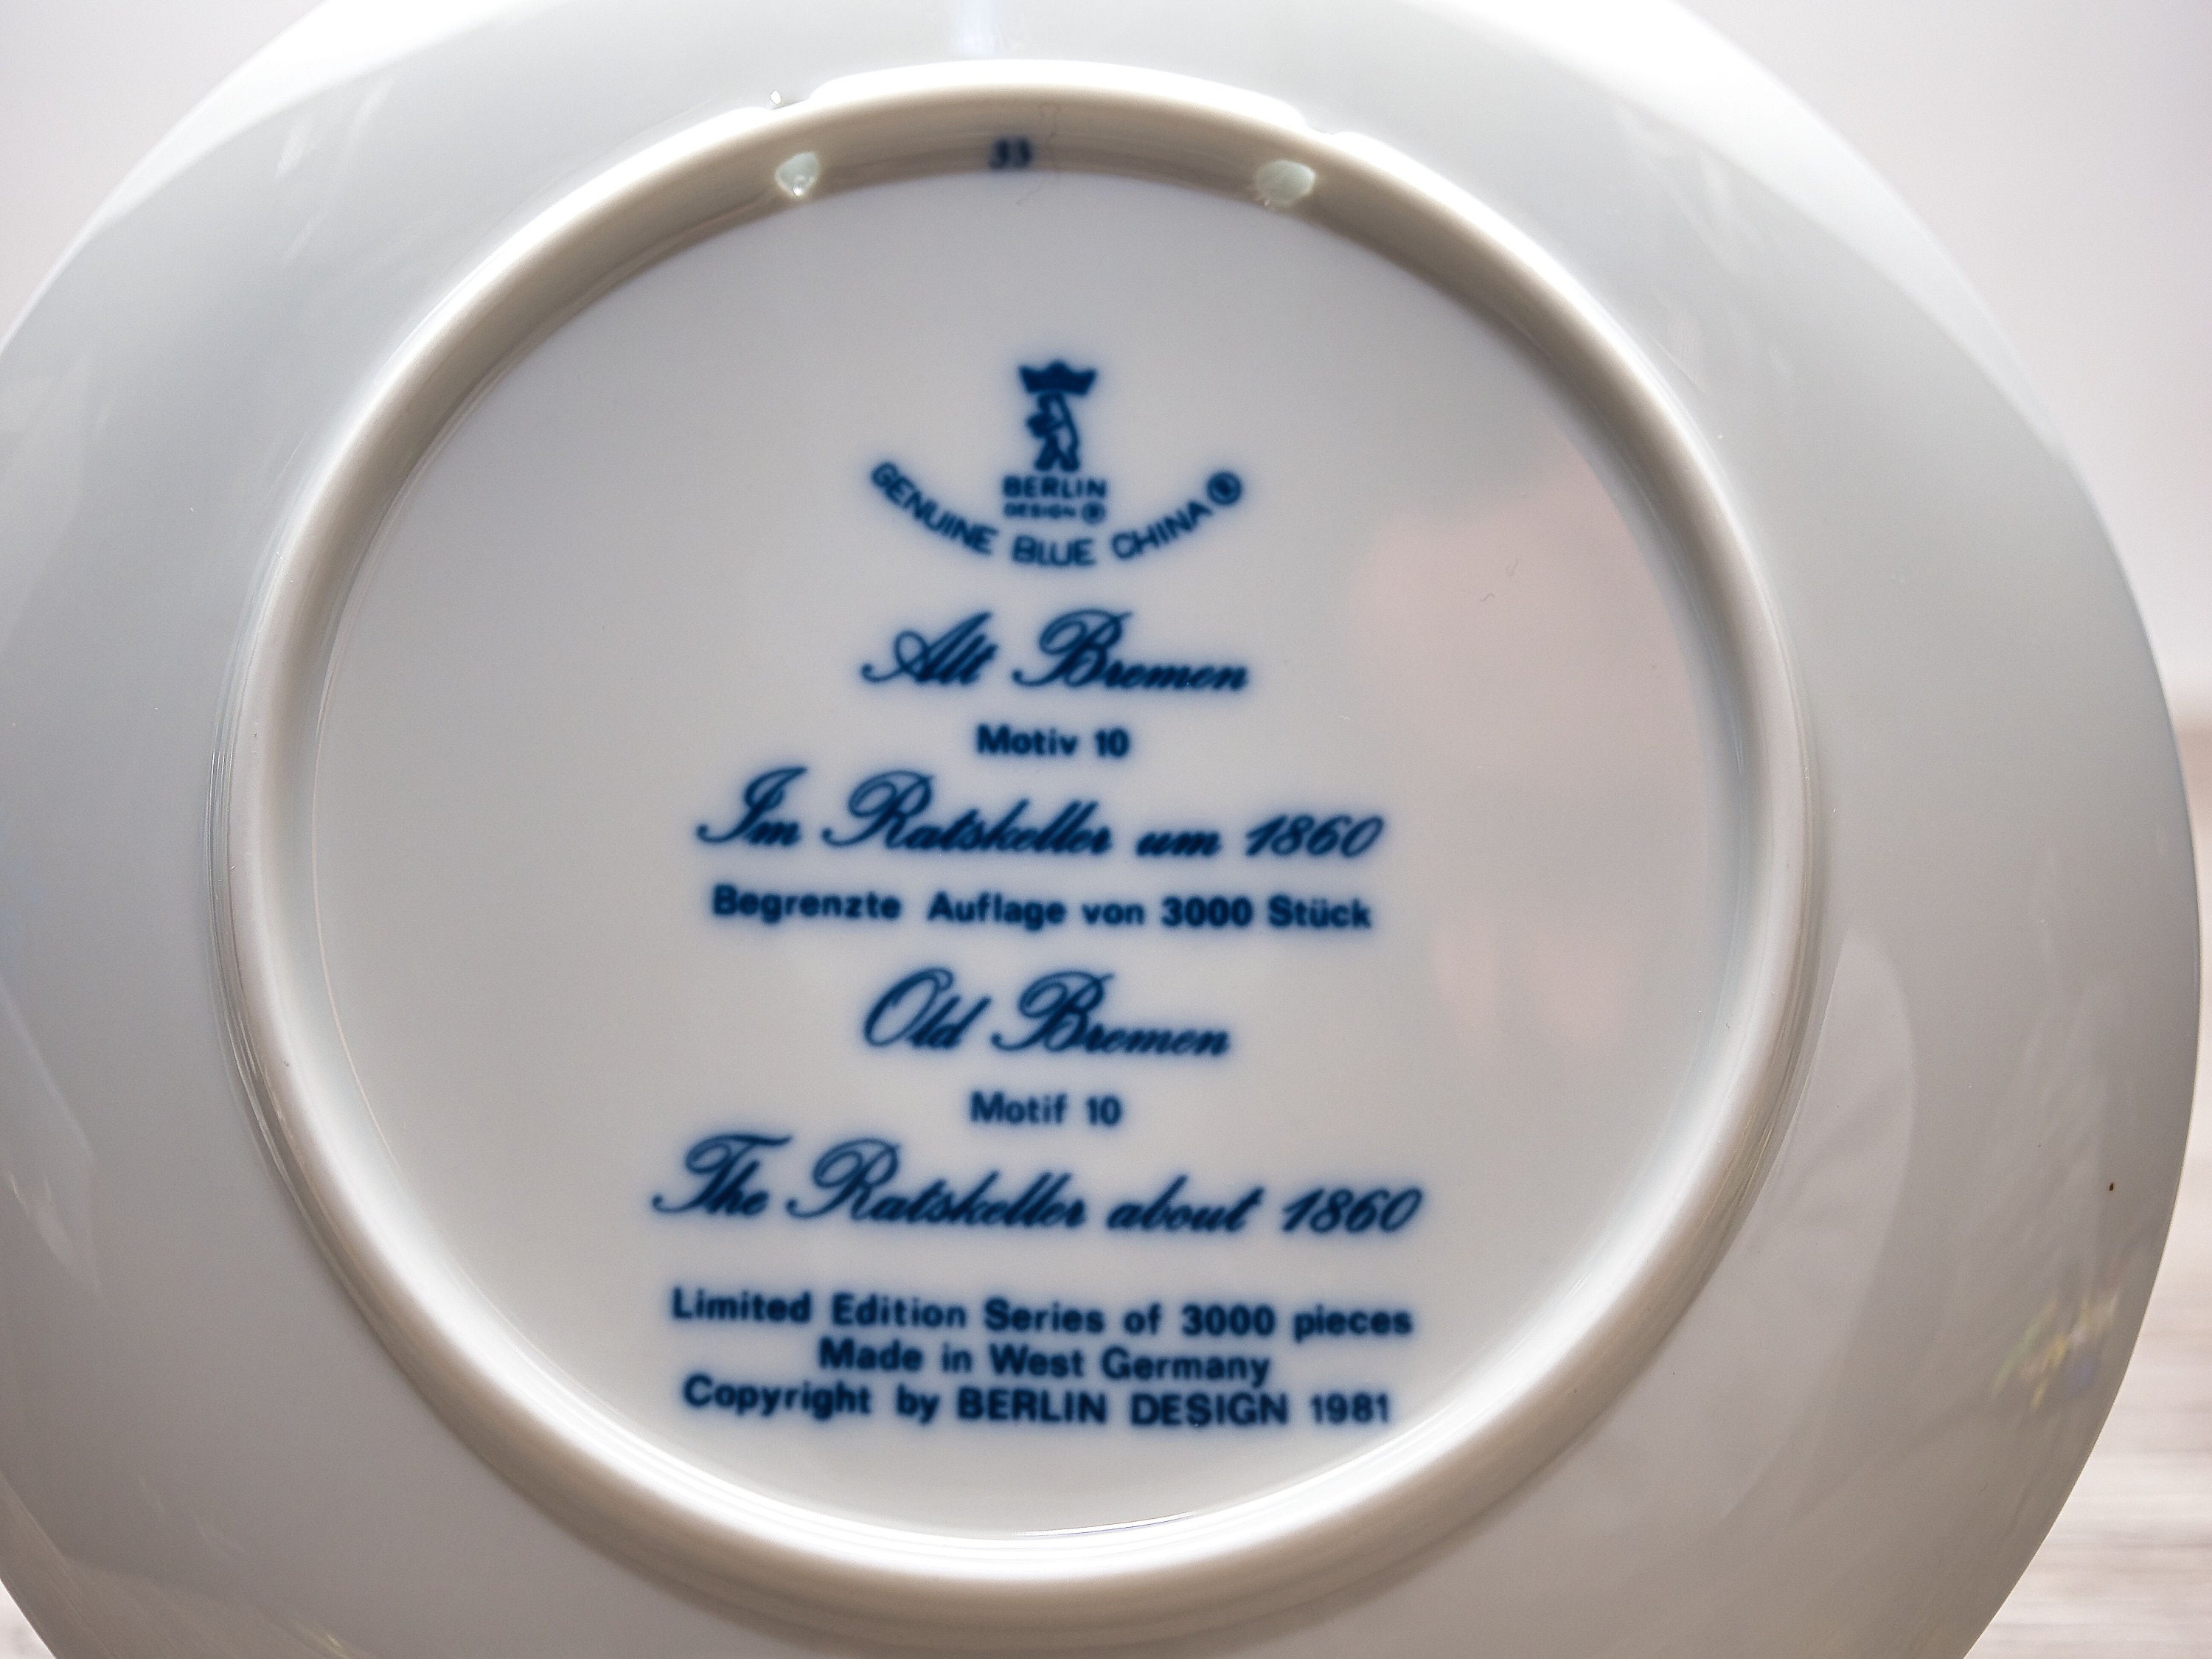 33
BERLIN
DESIGN ®
GENUINE BLUE CHINA ®
Alt Bremen
Motiv 10
Im Ratskeller um 1860
Begrenzte Auflage von 3000 Stück
Old Bremen
Motif 10
The Ratskeller about 1860
Limited Edition Series of 3000 pieces
Made in West Germany
Copyright by BERLIN DESIGN 1981